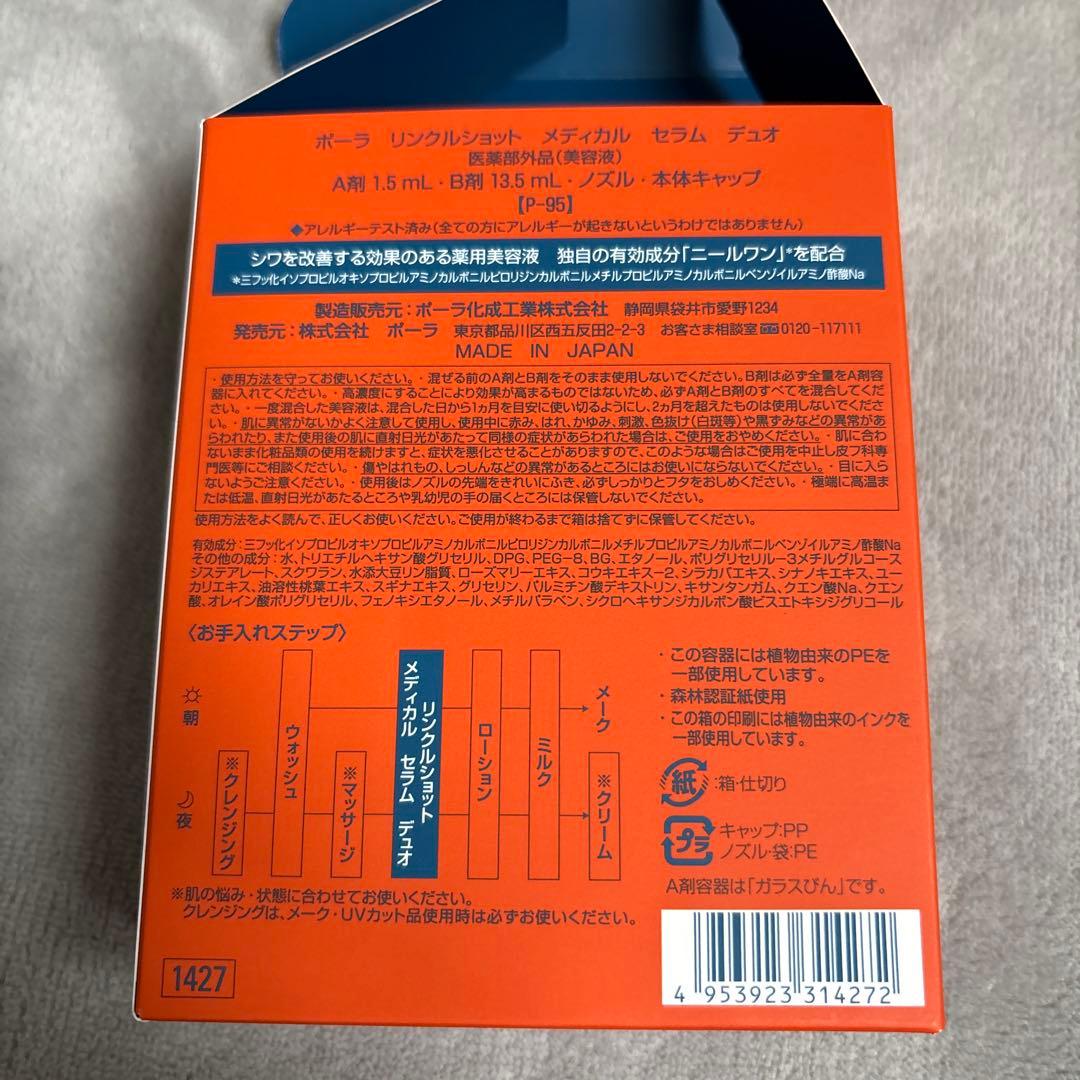 ポーラ　リンクルショット　メディカル　セラム　デュオ
医薬部外品(美容液)
A剤 1.5 mL・B剤 13.5 mL・ノズル・本体キャップ
【P-95】
◆アレルギーテスト済み(全ての方にアレルギーが起きないというわけではありません)
シワを改善する効果のある薬用美容液　独自の有効成分「ニールワン」*を配合
*三フッ化イソプロピルオキソプロピルアミノカルボニルピロリジンカルボニルメチルプロピルアミノカルボニルベンゾイルアミノ酢酸Na
製造販売元：ポーラ化成工業株式会社　静岡県袋井市愛野1234
発売元：株式会社　ポーラ　東京都品川区西五反田2-2-3　お客さま相談室 0120-117111
MADE IN JAPAN
・使用方法を守ってお使いください。・混ぜる前のA剤とB剤をそのまま使用しないでください。B剤は必ず全量をA剤容
器に入れてください。・高濃度にすることにより効果が高まるものではないため、必ずA剤とB剤のすべてを混合してくだ
さい。・一度混合した美容液は、混合した日から1ヵ月を目安に使い切るようにし、2ヵ月を超えたものは使用しないでくだ
さい。・肌に異常がないかよく注意して使用し、使用中に赤み、はれ、かゆみ、刺激、色抜け(白斑等)や黒ずみなどの異常があ
らわれたり、また使用後の肌に直射日光があたって同様の症状があらわれた場合は、ご使用をおやめください。・肌に合わ
ないまま化粧品類の使用を続けますと、症状を悪化させることがありますので、このような場合はご使用を中止し皮フ科専
門医等にご相談ください。・傷やはれもの、しっしんなどの異常があるところにはお使いにならないでください。・目に入ら
ないようご注意ください。・使用後はノズルの先端をきれいにふき、必ずしっかりとフタをおしめください。・極端に高温ま
たは低温、直射日光があたるところや乳幼児の手の届くところには保管しないでください。
使用方法をよく読んで、正しくお使いください。ご使用が終わるまで箱は捨てずに保管してください。
有効成分：三フッ化イソプロピルオキソプロピルアミノカルボニルピロリジンカルボニルメチルプロピルアミノカルボニルベンゾイルアミノ酢酸Na
その他の成分：水、トリエチルヘキサン酸グリセリル、DPG、PEG-8、BG、エタノール、ポリグリセリル-3メチルグルコース
ジステアレート、スクワラン、水添大豆リン脂質、ローズマリーエキス、コウキエキス-2、シラカバエキス、シナノキエキス、ユー
カリエキス、油溶性桃葉エキス、スギナエキス、グリセリン、パルミチン酸デキストリン、キサンタンガム、クエン酸Na、クエン
酸、オレイン酸ポリグリセリル、フェノキシエタノール、メチルパラベン、シクロヘキサンジカルボン酸ビスエトキシジグリコール
〈お手入れステップ〉
朝
夜
※クレンジング
ウォッシュ
※マッサージ
リンクルショット
メディカル　セラム　デュオ
ローション
ミルク
メーク
※クリーム
※肌の悩み・状態に合わせてお使いください。
クレンジングは、メーク・UVカット品使用時は必ずお使いください。
・この容器には植物由来のPEを
一部使用しています。
・森林認証紙使用
・この箱の印刷には植物由来のインクを
一部使用しています。
紙 :箱・仕切り
プラ キャップ:PP
ノズル・袋:PE
A剤容器は「ガラスびん」です。
1427
4 953923 314272